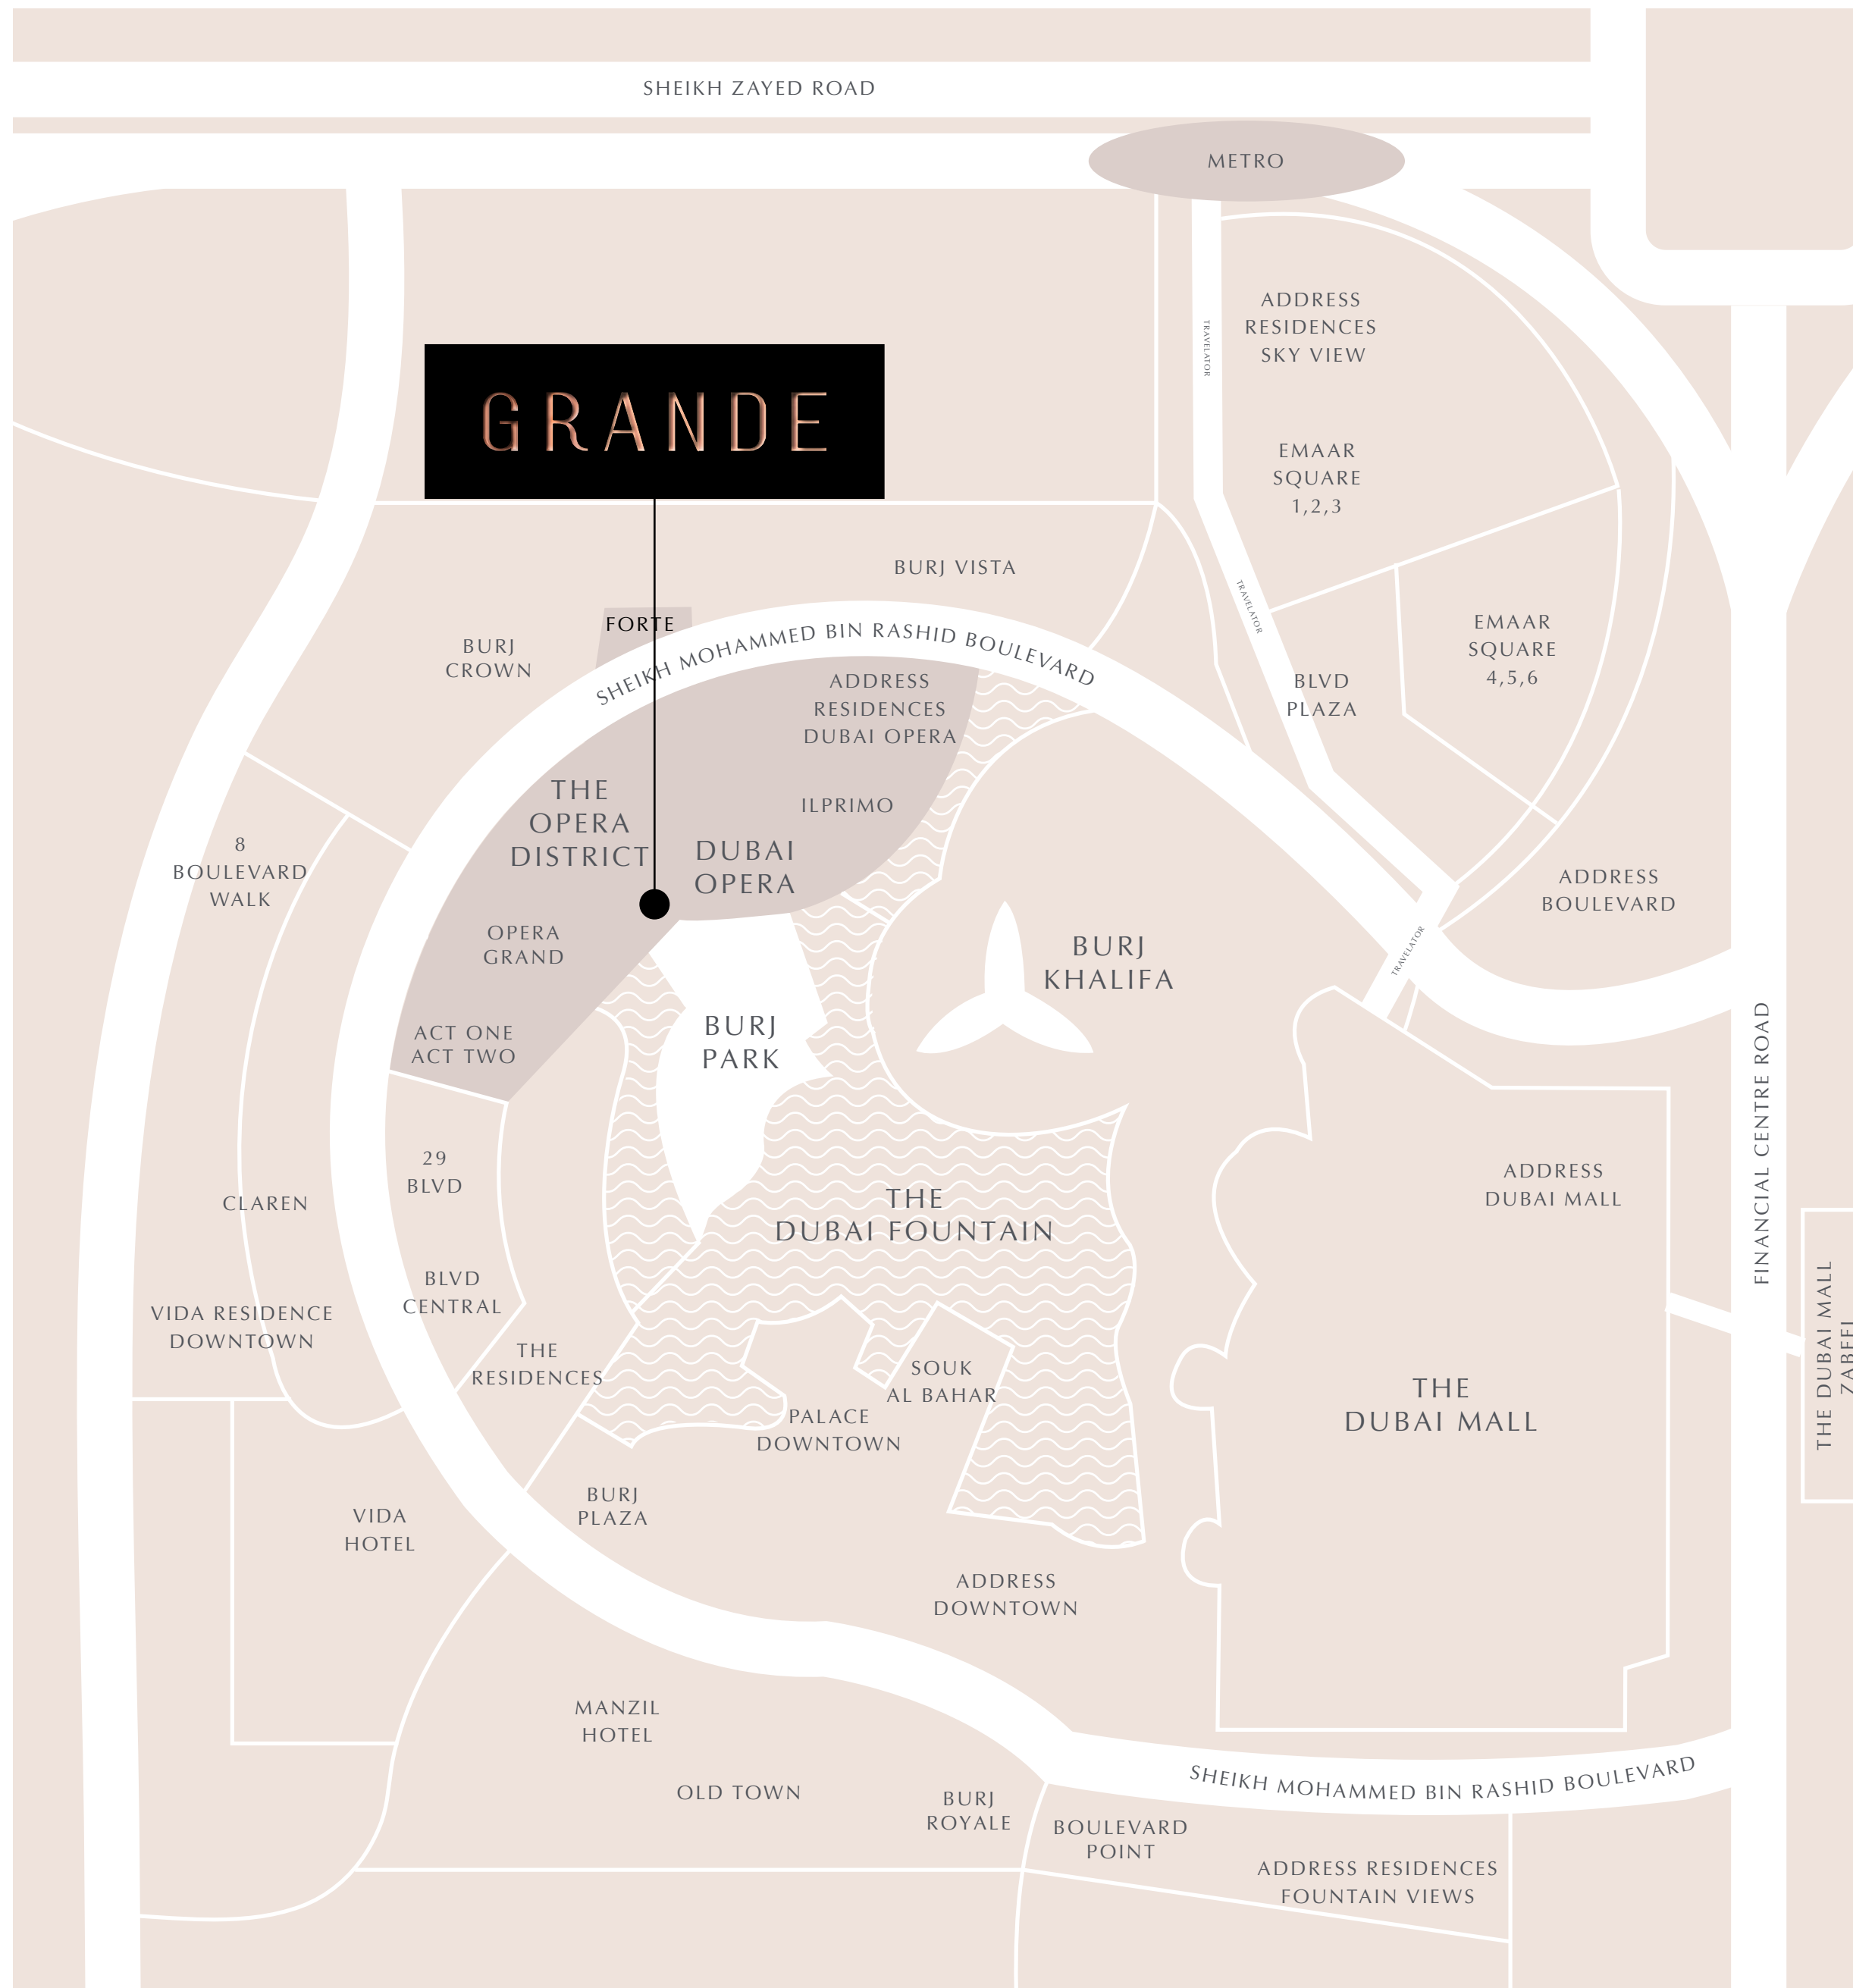 SHEIKH ZAYED ROAD
METRO
ADDRESS
RESIDENCES
SKY VIEW
TRAVELATOR
GRANDE
EMAAR
SQUARE
1,2,3
BURJ VISTA
TRAVELATOR
FORTE
BURJ
CROWN
SHEIKH MOHAMMED BIN RASHID BOULEVARD
EMAAR
SQUARE
4,5,6
BLVD
PLAZA
ADDRESS
RESIDENCES
DUBAI OPERA
THE
OPERA
DISTRICT
ILPRIMO
DUBAI
OPERA
8
BOULEVARD
WALK
ADDRESS
BOULEVARD
OPERA
GRAND
BURJ
KHALIFA
TRAVELATOR
ACT ONE
ACT TWO
BURJ
PARK
FINANCIAL CENTRE ROAD
29
BLVD
CLAREN
THE
DUBAI FOUNTAIN
ADDRESS
DUBAI MALL
BLVD
CENTRAL
VIDA RESIDENCE
DOWNTOWN
THE
RESIDENCES
SOUK
AL BAHAR
PALACE
DOWNTOWN
THE
DUBAI MALL
THE DUBAI MALL
ZABEEL
BURJ
PLAZA
VIDA
HOTEL
ADDRESS
DOWNTOWN
MANZIL
HOTEL
OLD TOWN
BURJ
ROYALE
SHEIKH MOHAMMED BIN RASHID BOULEVARD
BOULEVARD
POINT
ADDRESS RESIDENCES
FOUNTAIN VIEWS